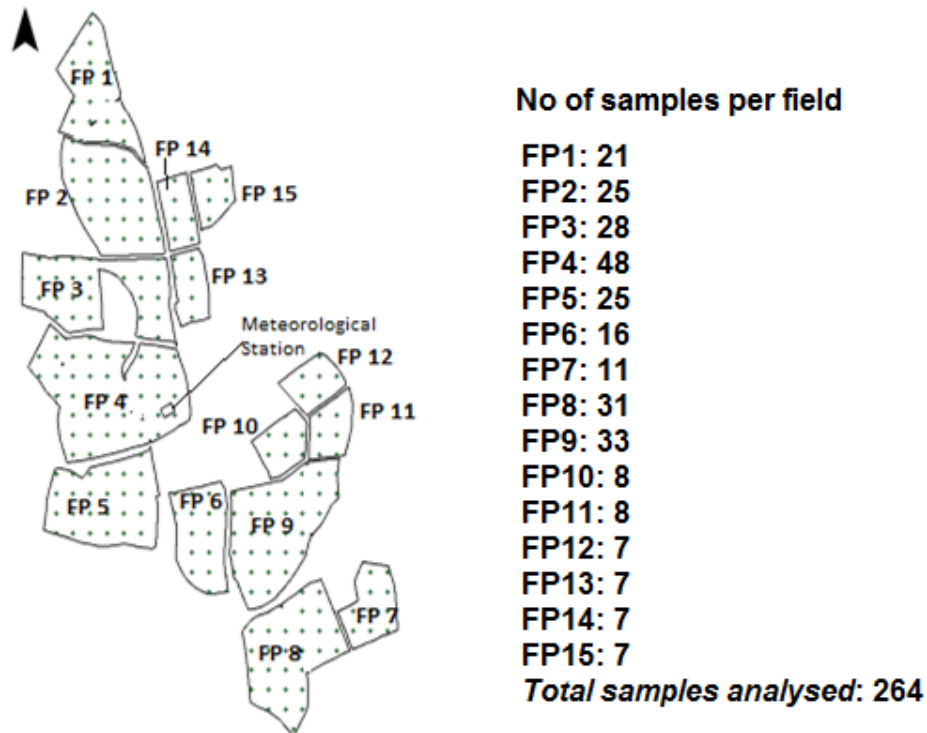 FP 1
FP 14
FP 2
FP 15
FP 3
FP 13
Meteorological
Station
FP 12
FP 4
FP 11
FP 10
FP 5
FP 6
FP 9
FP 7
FP 8
No of samples per field
FP1: 21
FP2: 25
FP3: 28
FP4: 48
FP5: 25
FP6: 16
FP7: 11
FP8: 31
FP9: 33
FP10: 8
FP11: 8
FP12: 7
FP13: 7
FP14: 7
FP15: 7
Total samples analysed: 264